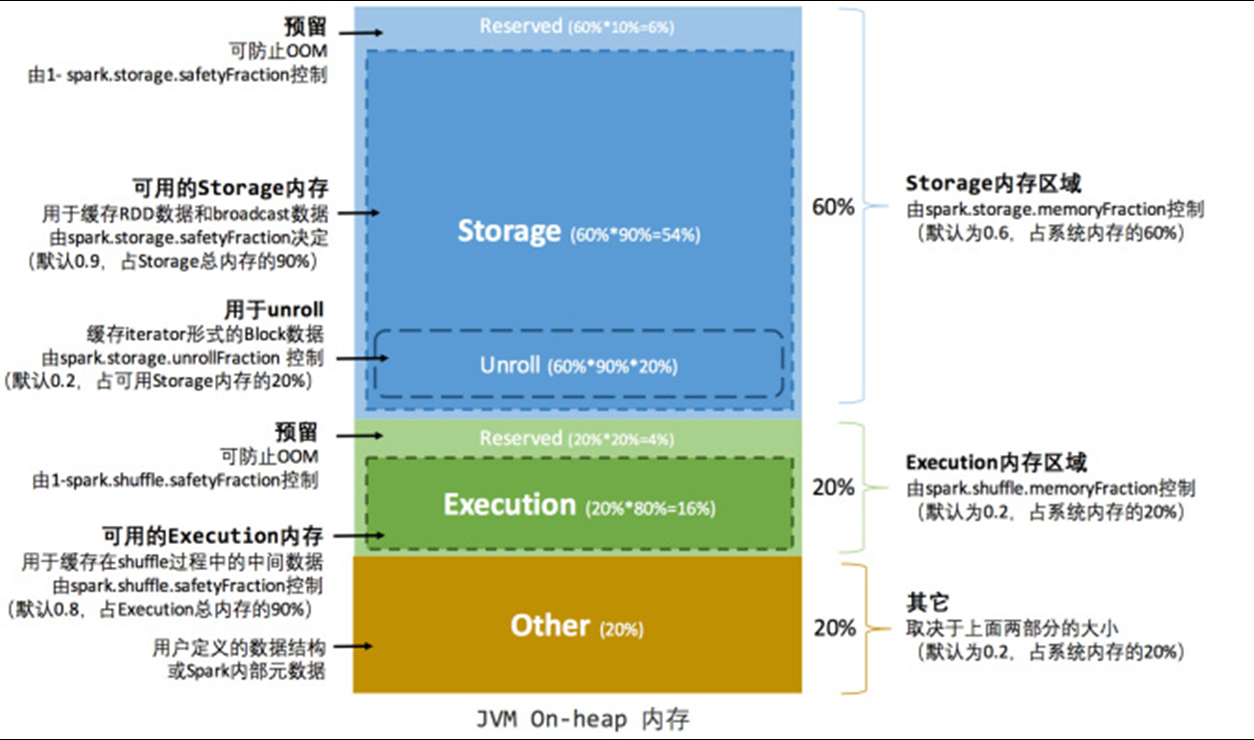 预留
可防止OOM
由1- spark.storage.safetyFraction控制
可用的Storage内存
用于缓存RDD数据和broadcast数据
由spark.storage.safetyFraction决定
(默认0.9, 占Storage总内存的90%)
用于unroll
缓存iterator形式的Block数据
由spark.storage.unrollFraction 控制
(默认0.2, 占可用Storage内存的20%)
预留
可防止OOM
由1-spark.shuffle.safetyFraction控制
可用的Execution内存
用于缓存在shuffle过程中的中间数据
由spark.shuffle.safetyFraction控制
(默认0.8, 占Execution总内存的90%)
用户定义的数据结构
或Spark内部元数据
Reserved (60%*10%=6%)
Storage (60%*90%=54%)
Unroll (60%*90%*20%)
Reserved (20%*20%=4%)
Execution (20%*80%=16%)
Other (20%)
JVM On-heap 内存
60%
Storage内存区域
由spark.storage.memoryFraction控制
(默认为0.6, 占系统内存的60%)
20%
Execution内存区域
由spark.shuffle.memoryFraction控制
(默认为0.2, 占系统内存的20%)
20%
其它
取决于上面两部分的大小
(默认为0.2, 占系统内存的20%)